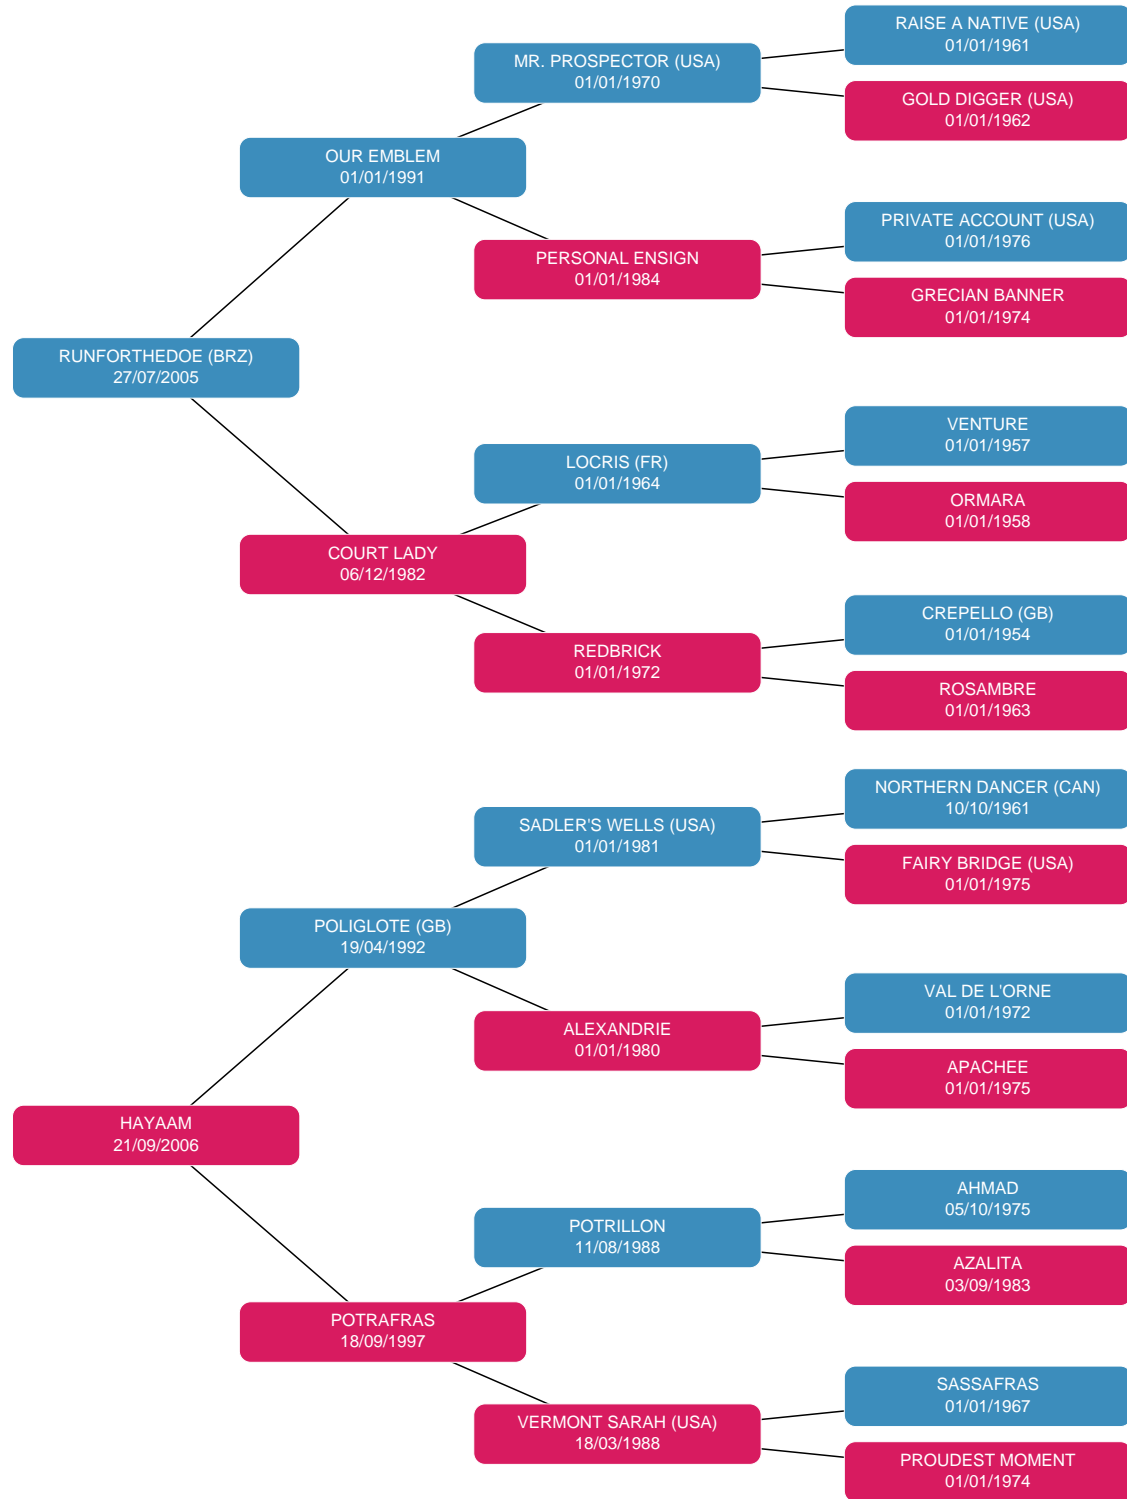 RAISE A NATIVE (USA)
01/01/1961
MR. PROSPECTOR (USA)
01/01/1970
GOLD DIGGER (USA)
01/01/1962
OUR EMBLEM
01/01/1991
PRIVATE ACCOUNT (USA)
01/01/1976
PERSONAL ENSIGN
01/01/1984
GRECIAN BANNER
01/01/1974
RUNFORTHEDOE (BRZ)
27/07/2005
VENTURE
01/01/1957
LOCRIS (FR)
01/01/1964
ORMARA
01/01/1958
COURT LADY
06/12/1982
CREPELLO (GB)
01/01/1954
REDBRICK
01/01/1972
ROSAMBRE
01/01/1963
NORTHERN DANCER (CAN)
10/10/1961
SADLER'S WELLS (USA)
01/01/1981
FAIRY BRIDGE (USA)
01/01/1975
POLIGLOTE (GB)
19/04/1992
VAL DE L'ORNE
01/01/1972
ALEXANDRIE
01/01/1980
APACHEE
01/01/1975
HAYAAM
21/09/2006
AHMAD
05/10/1975
POTRILLON
11/08/1988
AZALITA
03/09/1983
POTRAFRAS
18/09/1997
SASSAFRAS
01/01/1967
VERMONT SARAH (USA)
18/03/1988
PROUDEST MOMENT
01/01/1974